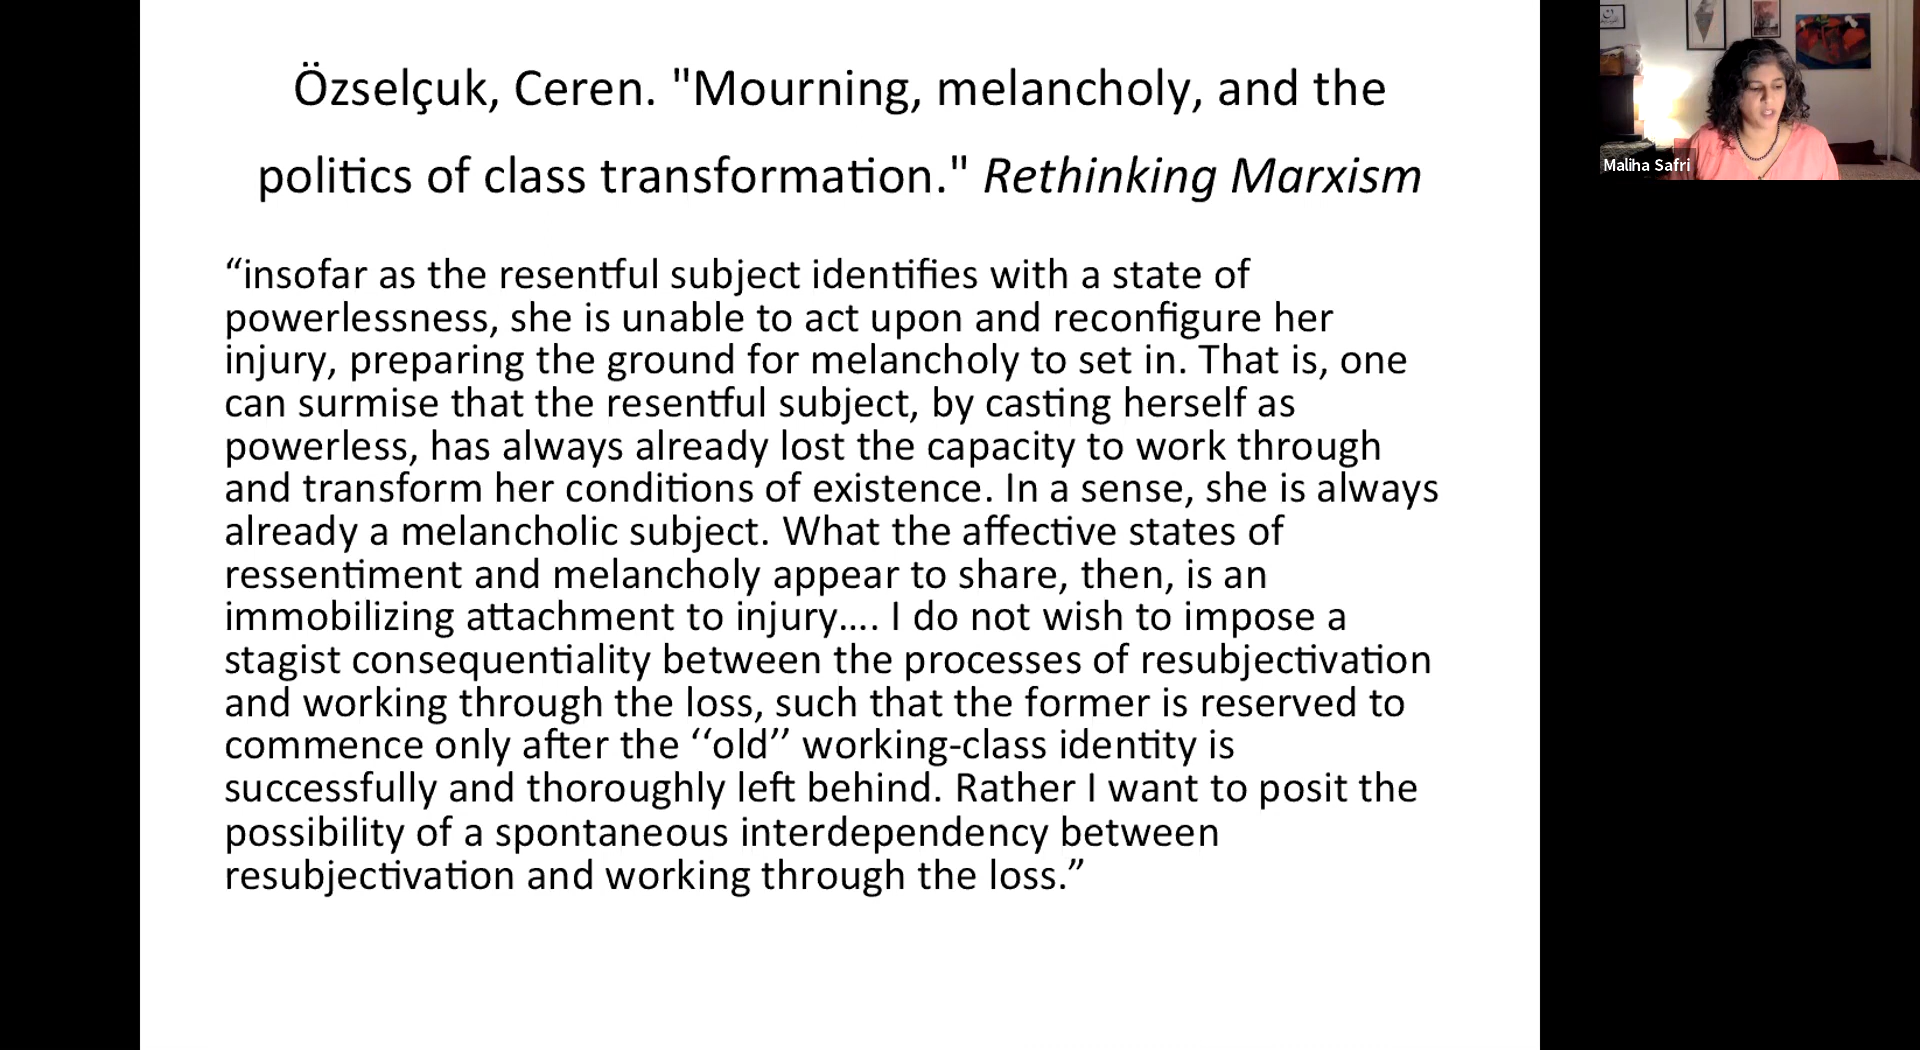 Özselçuk, Ceren. "Mourning, melancholy, and the
politics of class transformation." Rethinking Marxism
“insofar as the resentful subject identifies with a state of
powerlessness, she is unable to act upon and reconfigure her
injury, preparing the ground for melancholy to set in. That is, one
can surmise that the resentful subject, by casting herself as
powerless, has always already lost the capacity to work through
and transform her conditions of existence. In a sense, she is always
already a melancholic subject. What the affective states of
ressentiment and melancholy appear to share, then, is an
immobilizing attachment to injury.... I do not wish to impose a
stagist consequentiality between the processes of resubjectivation
and working through the loss, such that the former is reserved to
commence only after the ‘‘old’’ working-class identity is
successfully and thoroughly left behind. Rather I want to posit the
possibility of a spontaneous interdependency between
resubjectivation and working through the loss.”
Maliha Safri